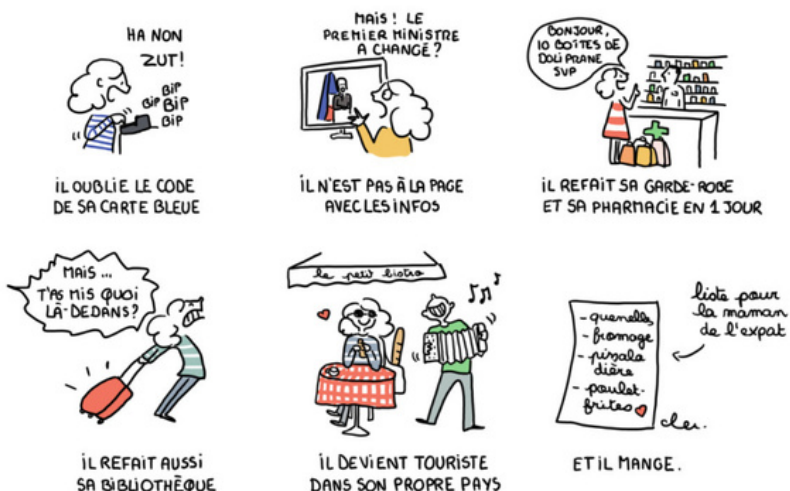 HA NON
ZUT!
BIP
BIP BIP
BIP
IL OUBLIE LE CODE
DE SA CARTE BLEUE
MAIS! LE
PREMIER MINISTRE
A CHANGÉ?
IL N'EST PAS À LA PAGE
AVEC LES INFOS
BONJOUR,
10 BOÎTES DE
DOLIPRANE
SVP
IL REFAIT SA GARDE-ROBE
ET SA PHARMACIE EN 1 JOUR
MAIS...
T'AS MIS QUOI
LÀ-DEDANS?
IL REFAIT AUSSI
SA BIBLIOTHÈQUE
le petit bistro
IL DEVIENT TOURISTE
DANS SON PROPRE PAYS
- quenelles
- fromage
- pissala
dière
- poulet-
frites
liste pour
la maman
de l'expat
ET IL MANGE.